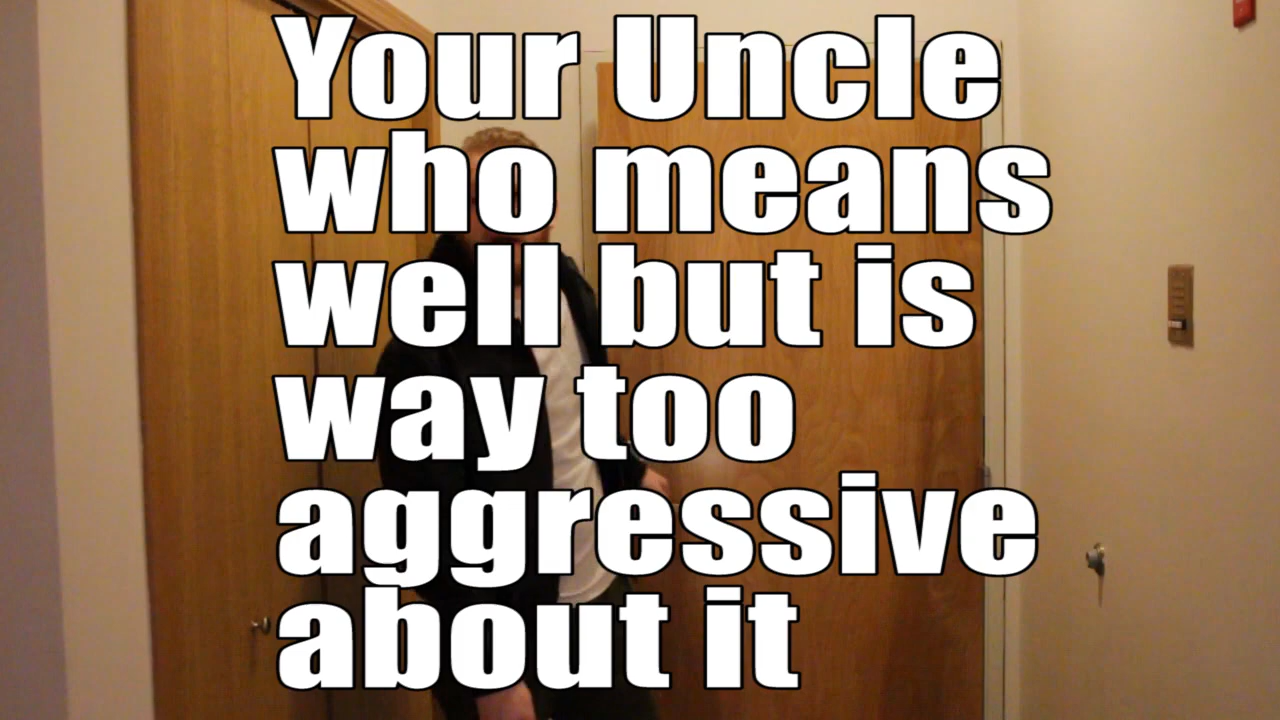 Your Uncle
who means
well but is
way too
aggressive
about it